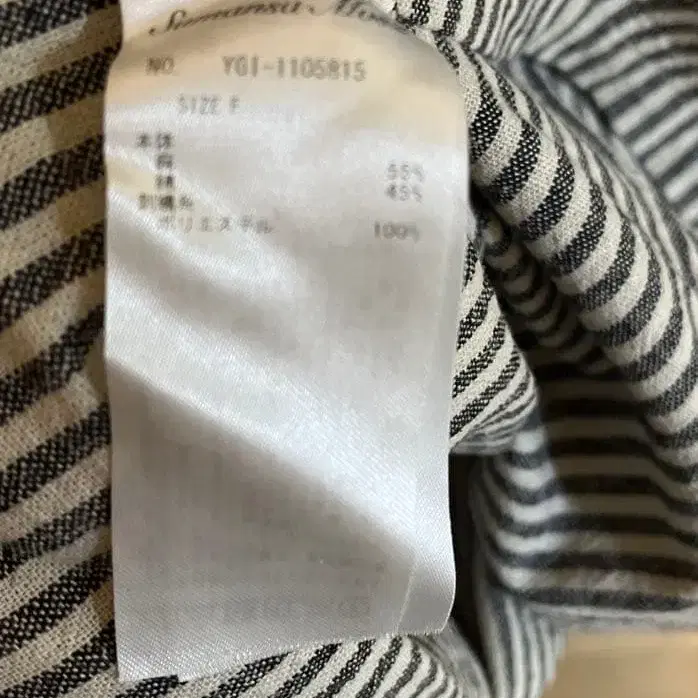 Samansa Mos
NO. YGI-1105815
SIZE F
本体
麻 55%
綿 45%
刺繍糸
ポリエステル 100%